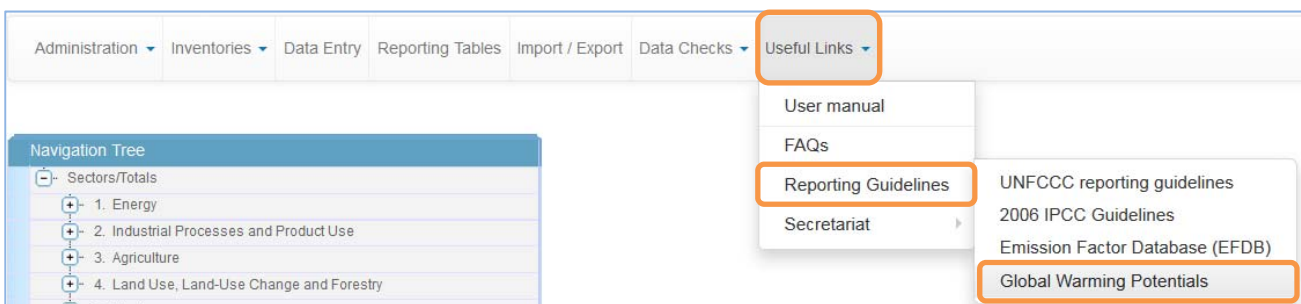 Administration Inventories Data Entry Reporting Tables Import / Export Data Checks Useful Links
User manual
FAQs
Reporting Guidelines
Secretariat
UNFCCC reporting guidelines
2006 IPCC Guidelines
Emission Factor Database (EFDB)
Global Warming Potentials
Navigation Tree
Sectors/Totals
1. Energy
2. Industrial Processes and Product Use
3. Agriculture
4. Land Use, Land-Use Change and Forestry